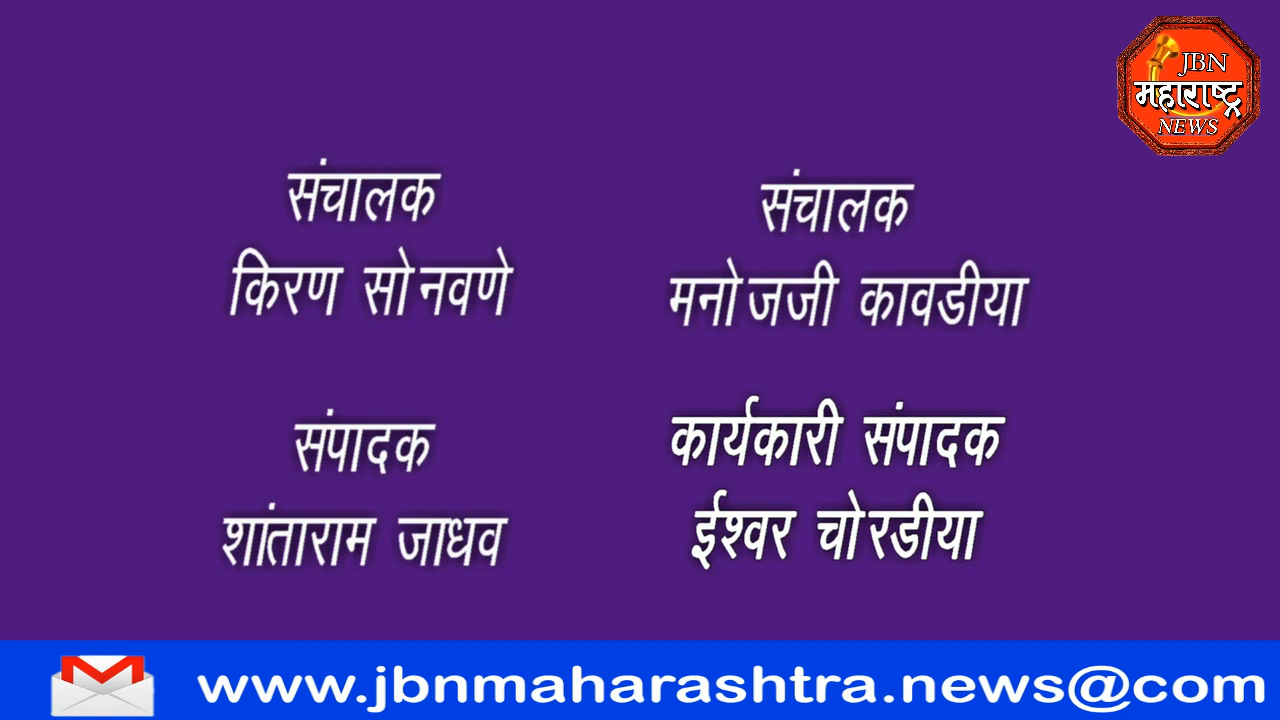 JBN
महाराष्ट्र
NEWS
संचालक
किरण सोनवणे
संचालक
मनोजजी कावडीया
संपादक
शांताराम जाधव
कार्यकारी संपादक
ईश्वर चोरडीया
www.jbnmaharashtra.news@com